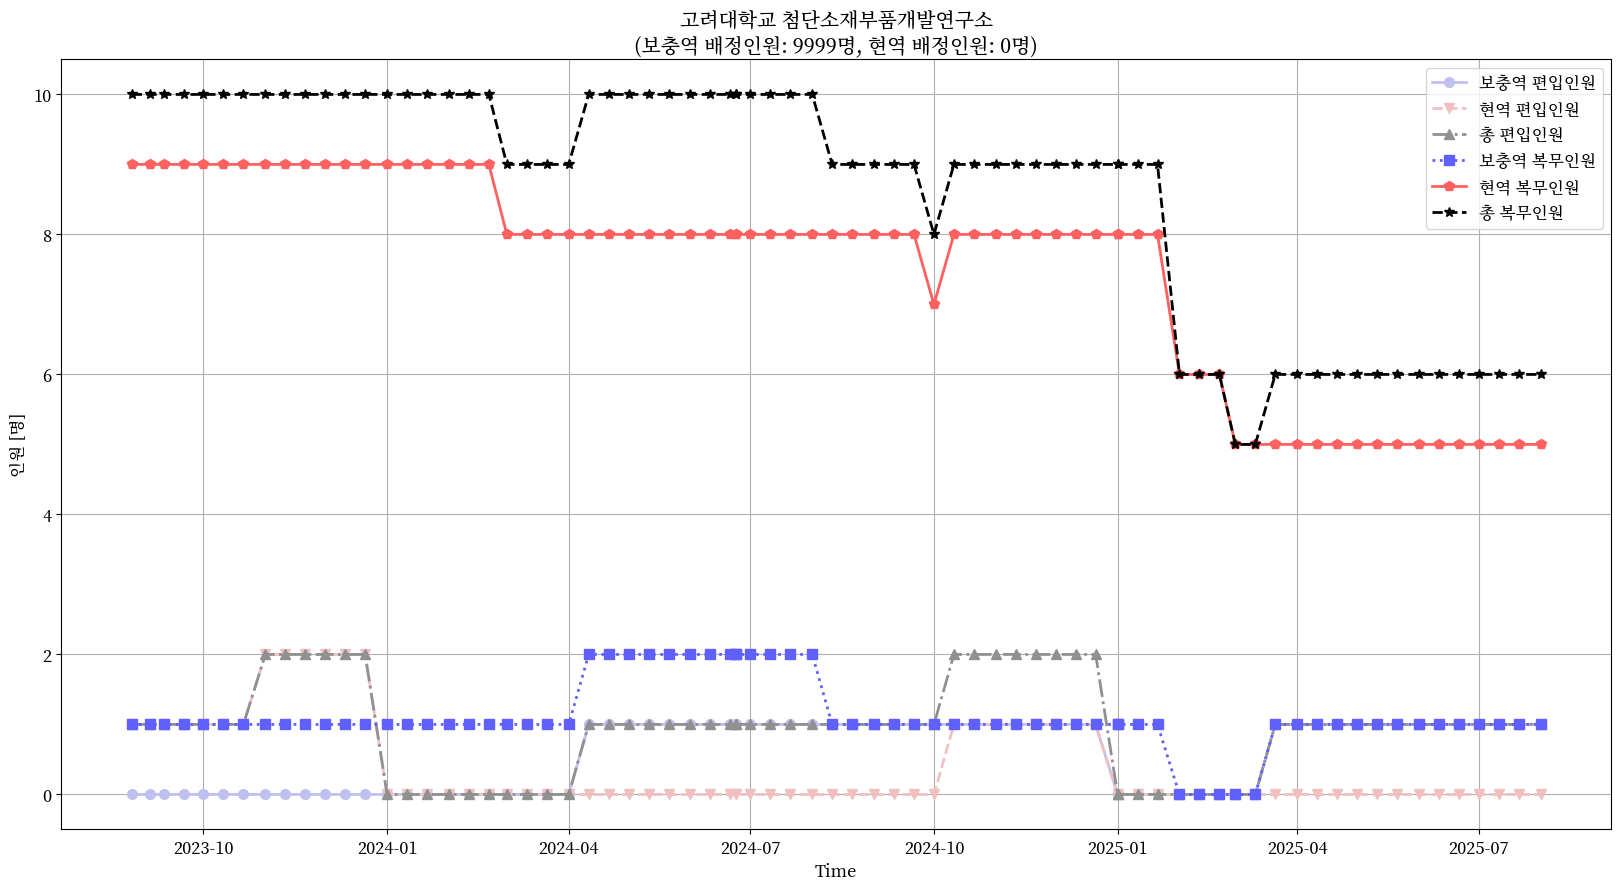 고려대학교 첨단소재부품개발연구소
(보충역 배정인원: 9999명, 현역 배정인원: 0명)
보충역 편입인원
현역 편입인원
총 편입인원
보충역 복무인원
현역 복무인원
총 복무인원
인원 [명]
10
8
6
4
2
0
2023-10
2024-01
2024-04
2024-07
2024-10
2025-01
2025-04
2025-07
Time